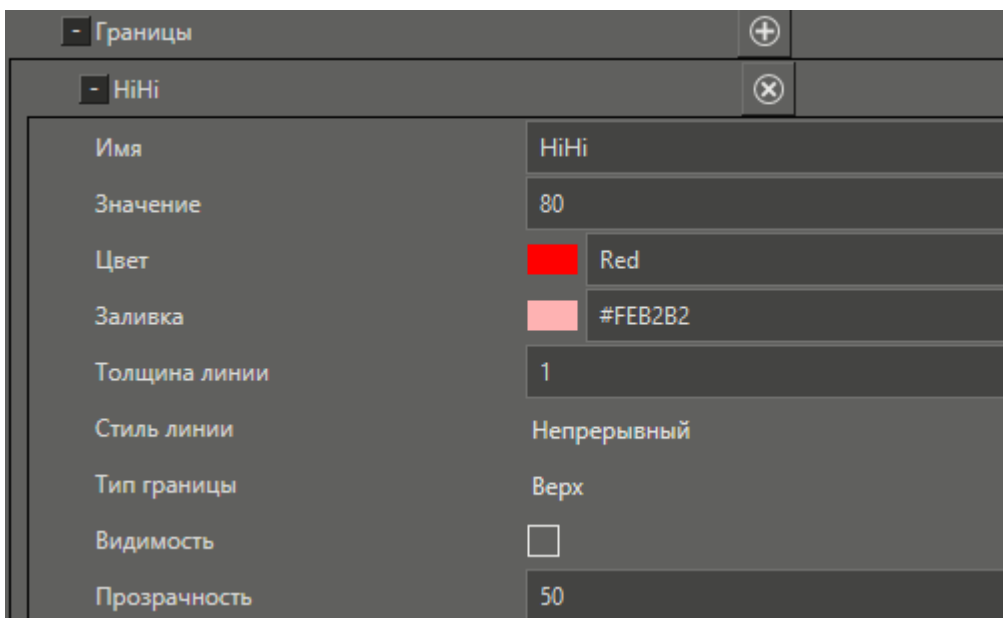 Границы
HiHi
Имя HiHi
Значение 80
Цвет Red
Заливка #FEB2B2
Толщина линии 1
Стиль линии Непрерывный
Тип границы Верх
Видимость
Прозрачность 50